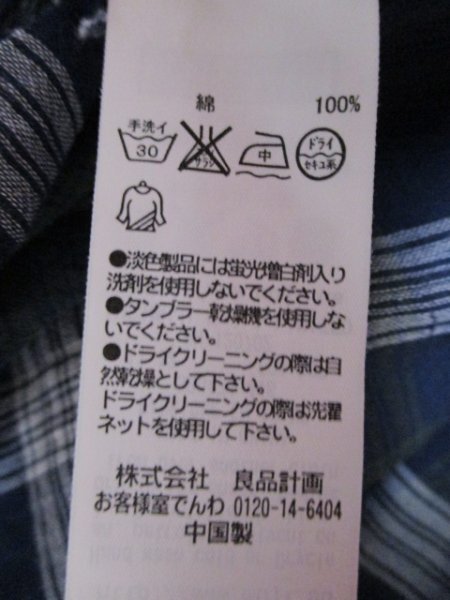 綿 100%
手洗イ 30 サラシ 中 ドライ セキユ系
●淡色製品には蛍光増白剤入り
洗剤を使用しないでください。
●タンブラー乾燥機を使用しな
いでください。
●ドライクリーニングの際は自
然乾燥として下さい。
ドライクリーニングの際は洗濯
ネットを使用して下さい。
株式会社 良品計画
お客様室でんわ 0120-14-6404
中国製